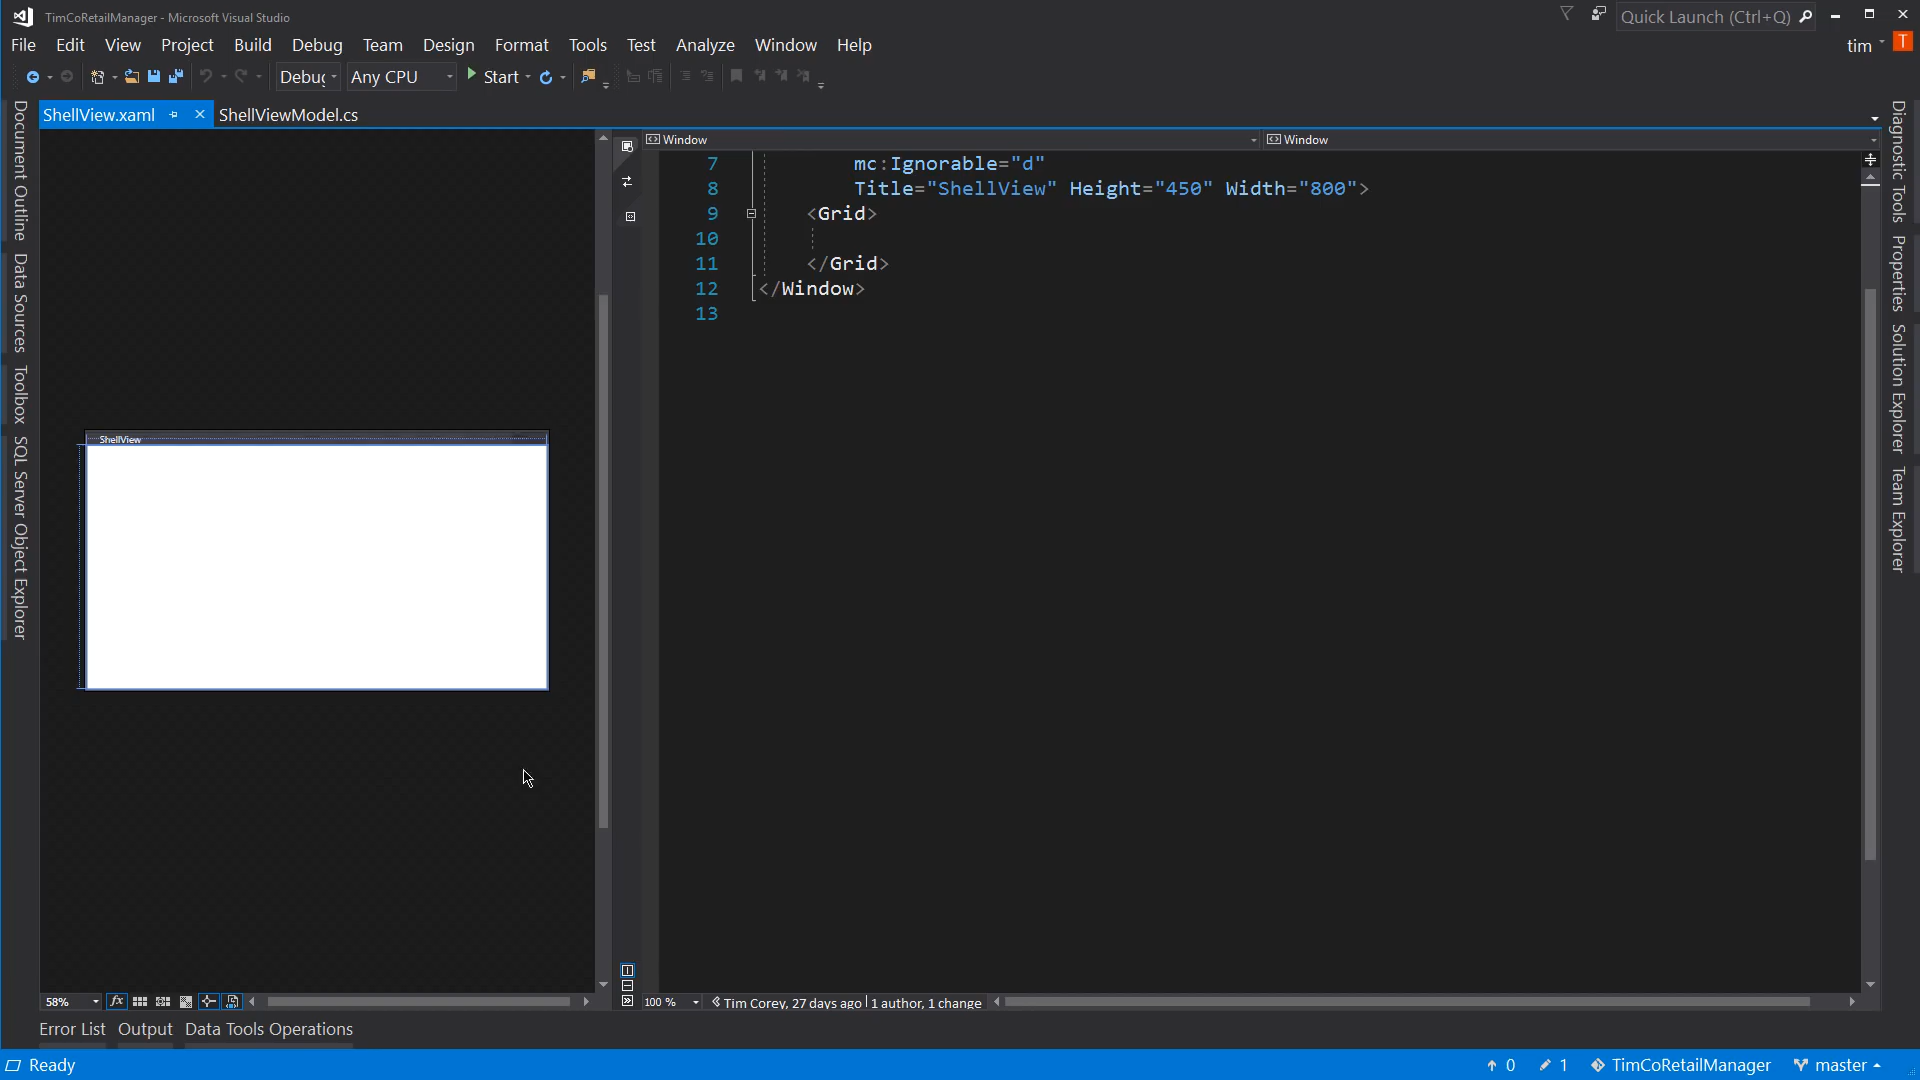 TimCoRetailManager - Microsoft Visual Studio
Quick Launch (Ctrl+Q)
File Edit View Project Build Debug Team Design Format Tools Test Analyze Window Help
tim T
Debug Any CPU Start
ShellView.xaml ShellViewModel.cs
Document Outline
Data Sources
Toolbox
SQL Server Object Explorer
ShellView
Window Window
7 mc:Ignorable="d"
8 Title="ShellView" Height="450" Width="800">
9 <Grid>
10
11 </Grid>
12 </Window>
13
Diagnostic Tools
Properties
Solution Explorer
Team Explorer
58% fx
100 % Tim Corey, 27 days ago | 1 author, 1 change
Error List Output Data Tools Operations
Ready 0 1 TimCoRetailManager master